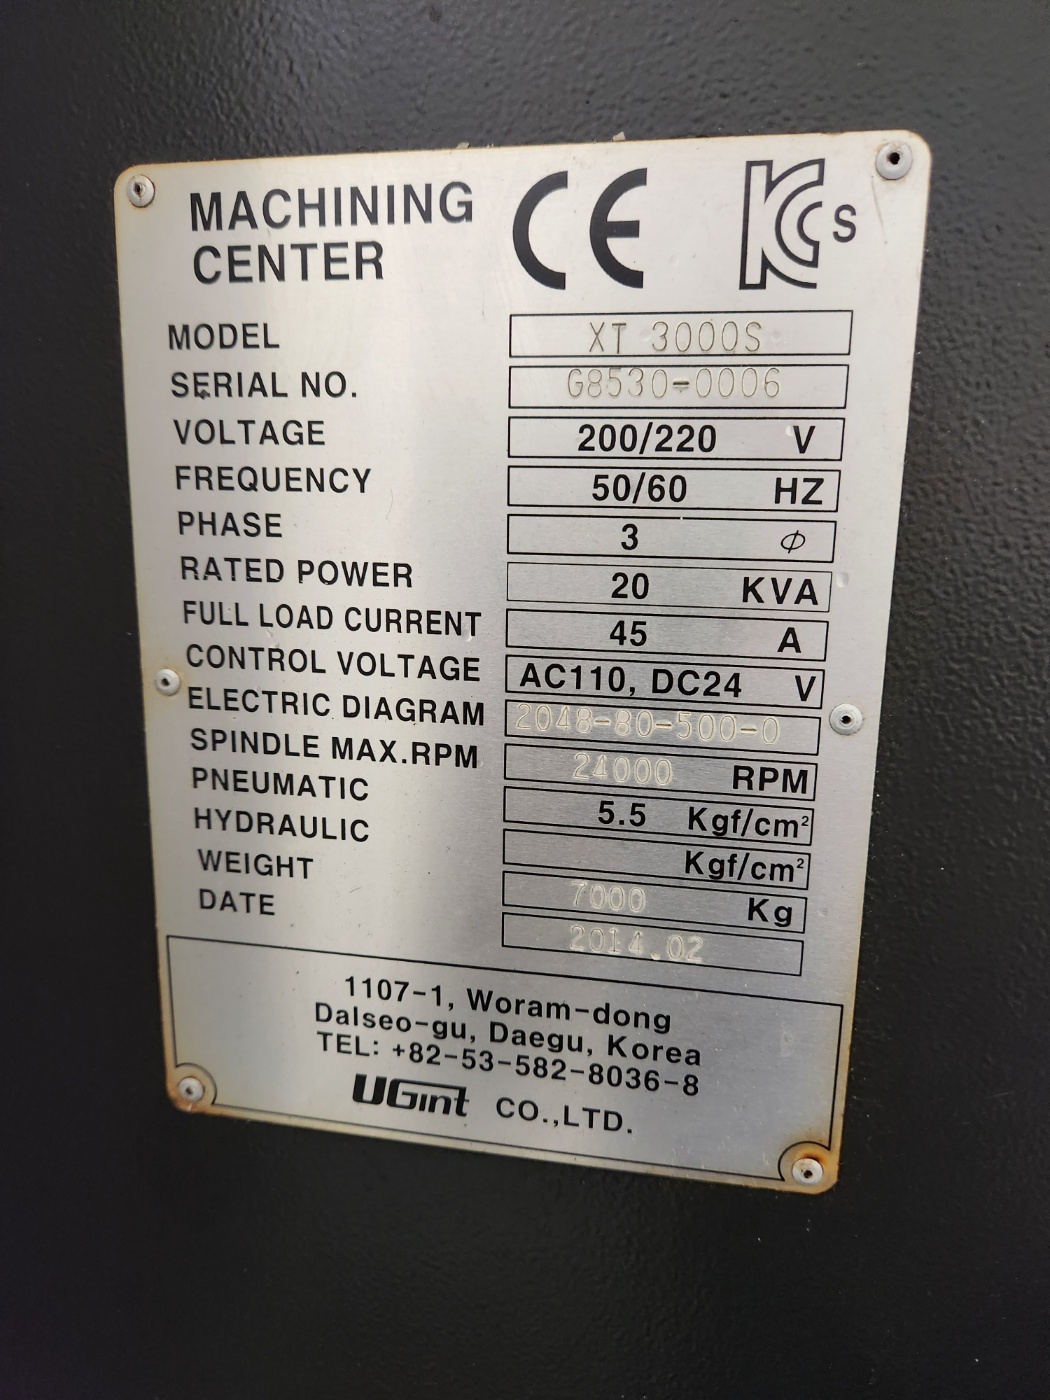 MACHINING
CENTER
CE
KCs
MODEL XT 3000S
SERIAL NO. G8530-0006
VOLTAGE 200/220 V
FREQUENCY 50/60 HZ
PHASE 3 ϕ
RATED POWER 20 KVA
FULL LOAD CURRENT 45 A
CONTROL VOLTAGE AC110, DC24 V
ELECTRIC DIAGRAM 2048-80-500-0
SPINDLE MAX.RPM 24000 RPM
PNEUMATIC 5.5 Kgf/cm²
HYDRAULIC Kgf/cm²
WEIGHT 7000 Kg
DATE 2014.02
1107-1, Woram-dong
Dalseo-gu, Daegu, Korea
TEL: +82-53-582-8036-8
UGint CO.,LTD.